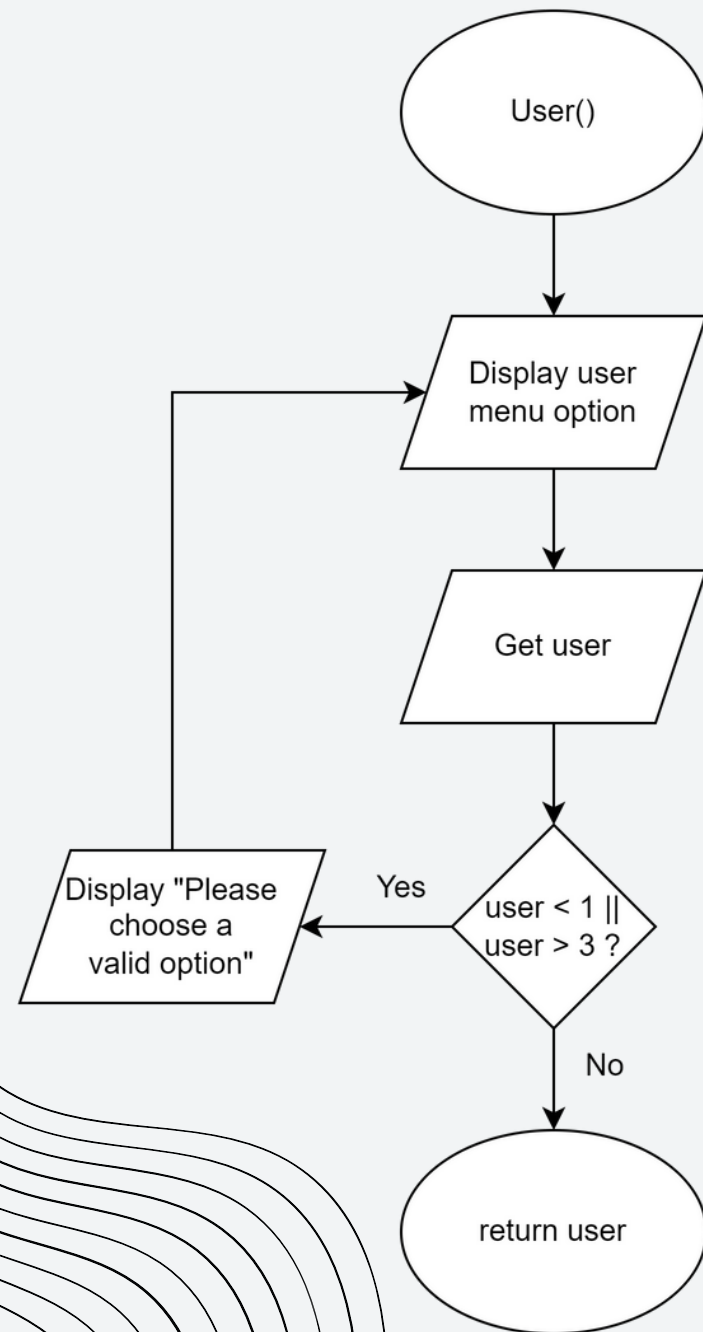 User()
Display user
menu option
Get user
user < 1 ||
user > 3 ?
Yes
Display "Please
choose a
valid option"
No
return user